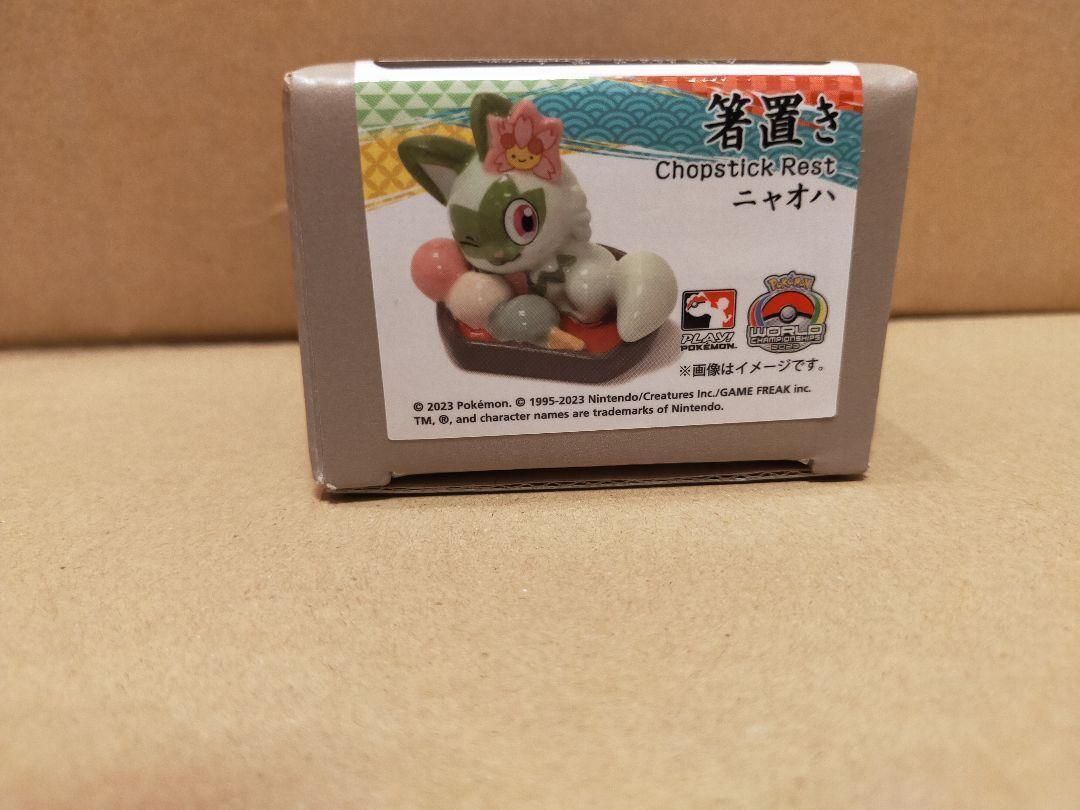 箸置き
Chopstick Rest
ニャオハ
PLAY!
POKÉMON.
POKÉMON
WORLD
CHAMPIONSHIPS
2023
※画像はイメージです。
© 2023 Pokémon. © 1995-2023 Nintendo/Creatures Inc./GAME FREAK inc.
TM, ®, and character names are trademarks of Nintendo.